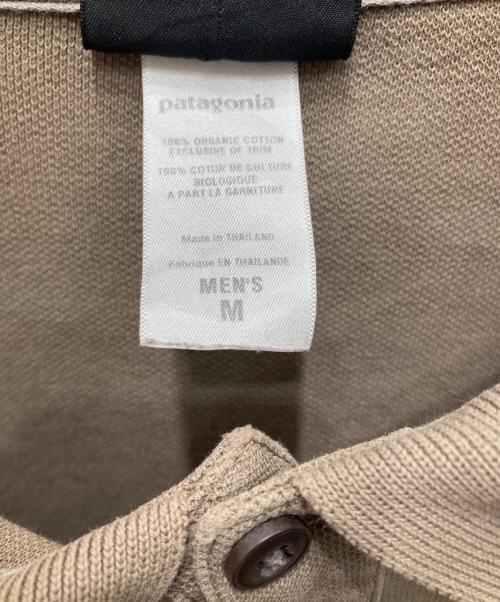 patagonia
100% ORGANIC COTTON
EXCLUSIVE OF TRIM
100% COTON DE CULTURE
BIOLOGIQUE
A PART LA GARNITURE
Made in THAILAND
Fabrique EN THAILANDE
MEN'S
M